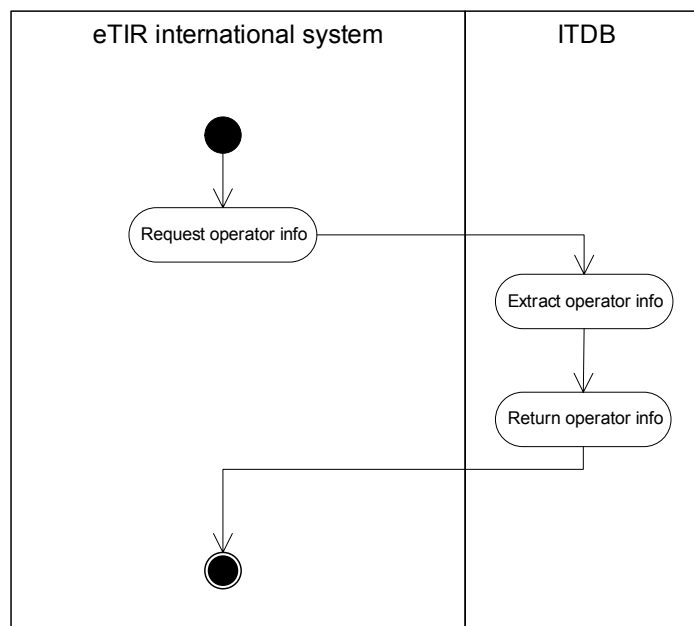 eTIR international system
ITDB
Request operator info
Extract operator info
Return operator info